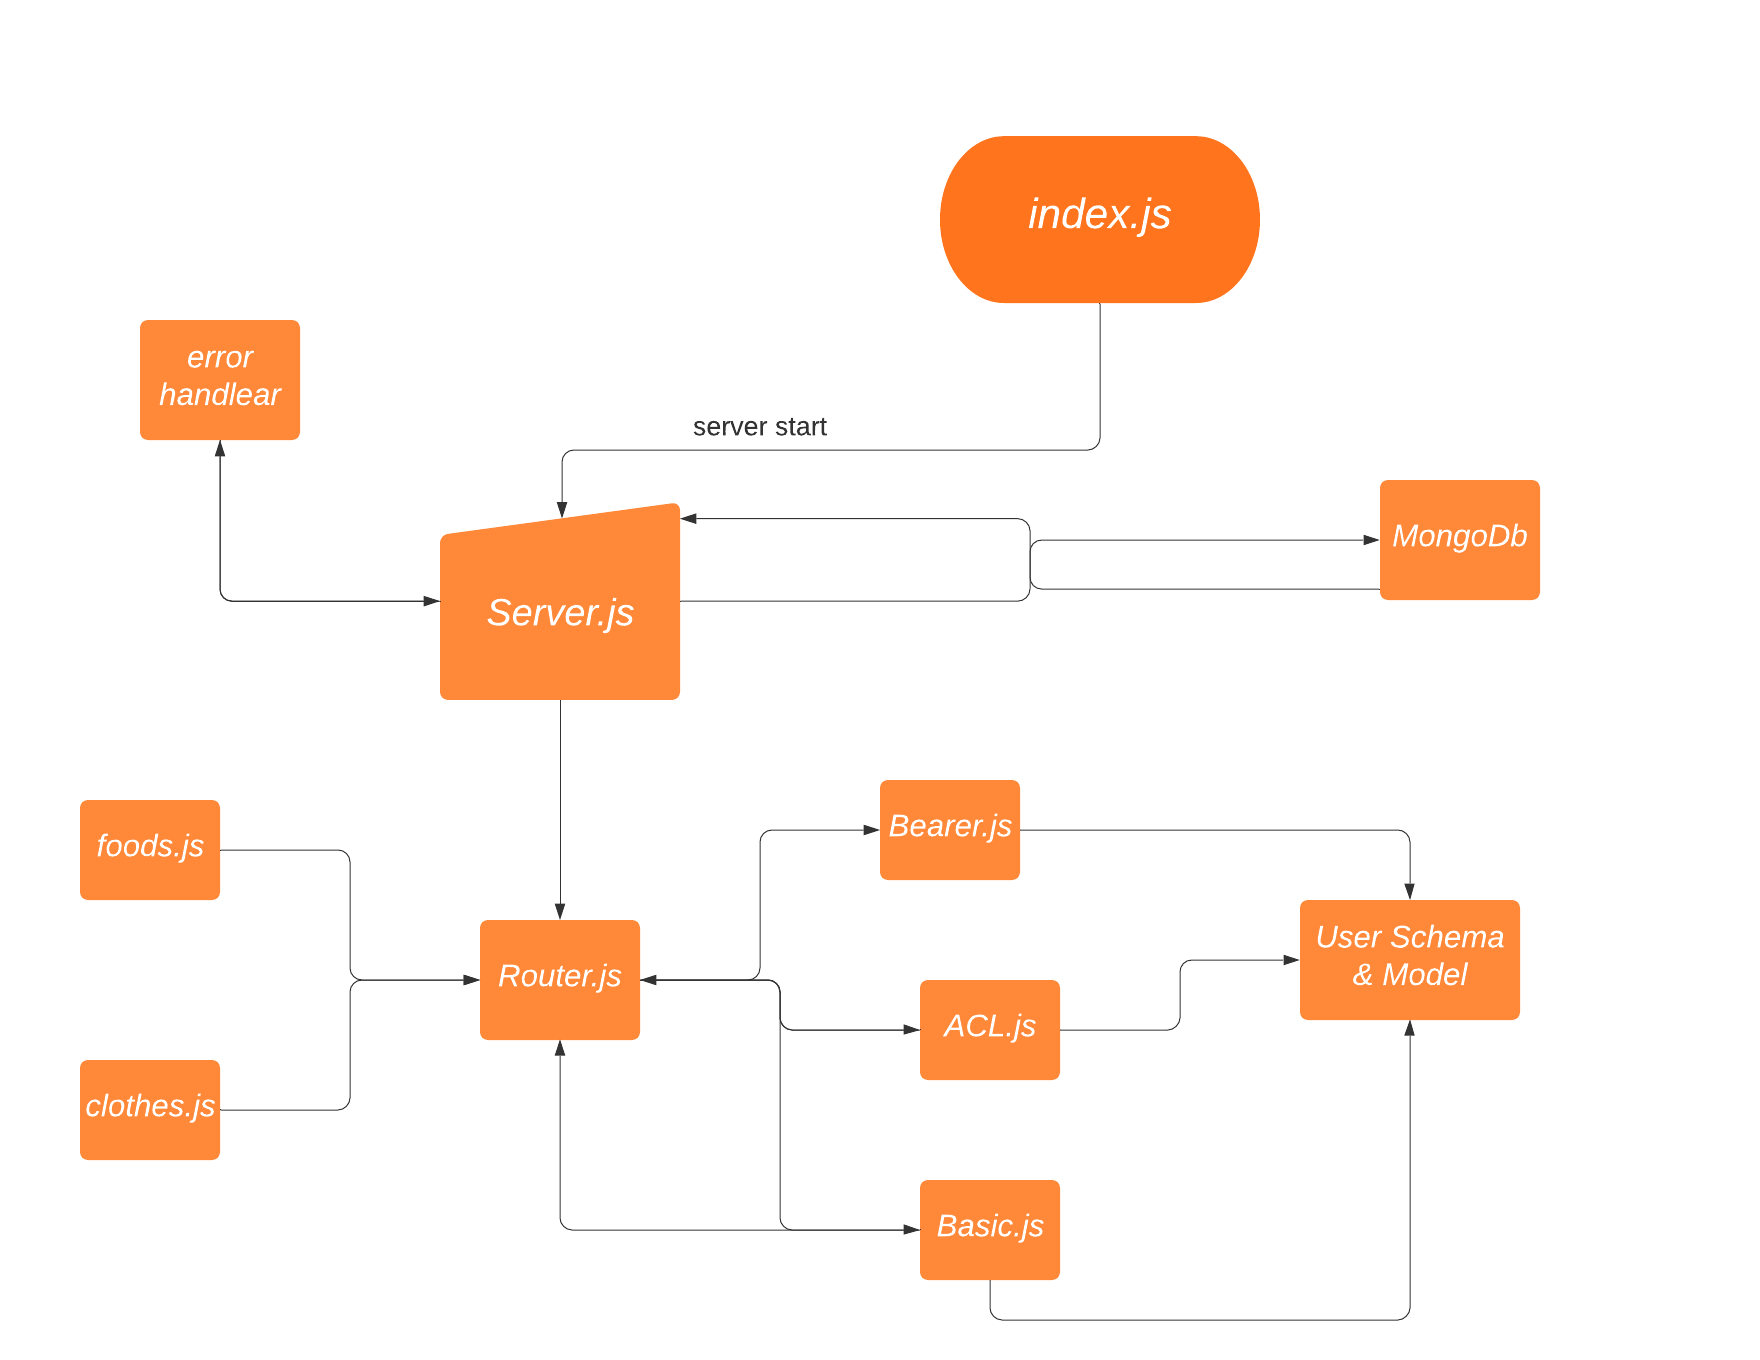 index.js
error
handlear
server start
MongoDb
Server.js
foods.js
Bearer.js
User Schema
& Model
Router.js
ACL.js
clothes.js
Basic.js